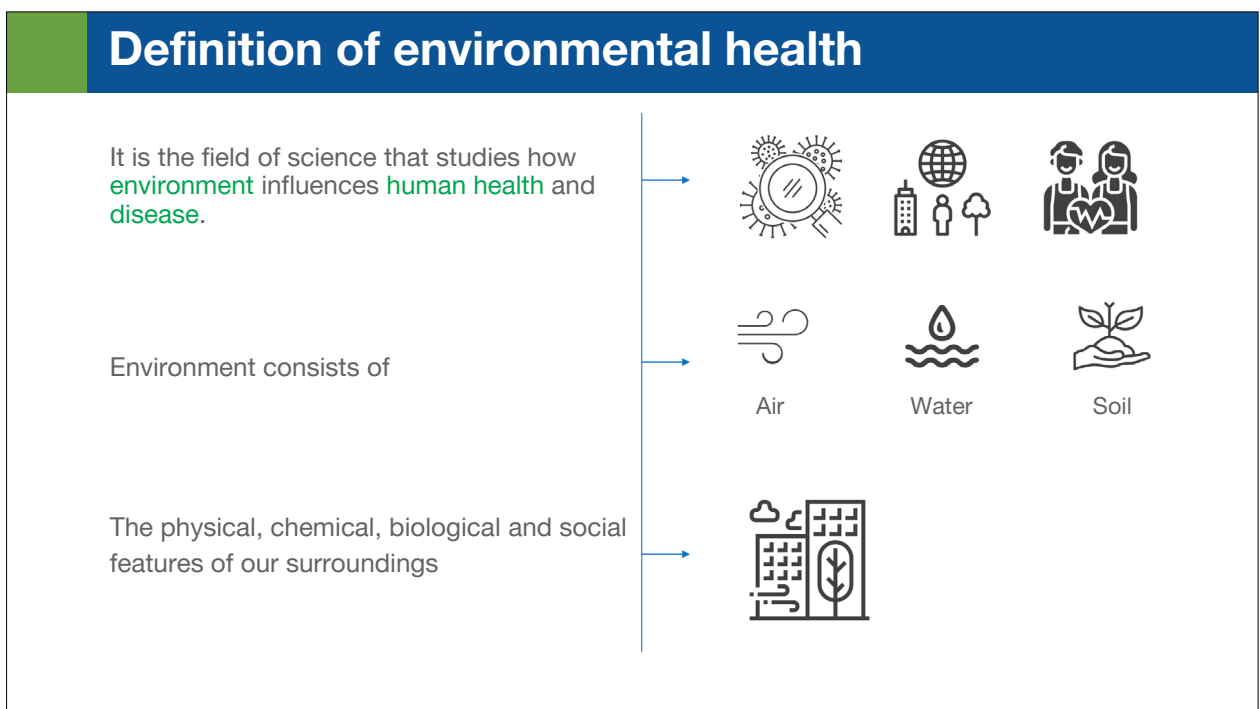 Definition of environmental health
It is the field of science that studies how
environment influences human health and
disease.
Environment consists of
Air
Water
Soil
The physical, chemical, biological and social
features of our surroundings